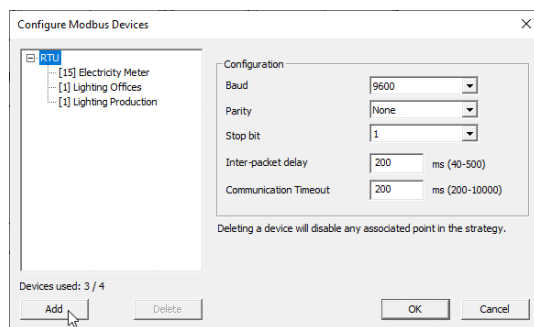 Configure Modbus Devices
RTU
[15] Electricity Meter
[1] Lighting Offices
[1] Lighting Production
Configuration
Baud 9600
Parity None
Stop bit 1
Inter-packet delay 200 ms (40-500)
Communication Timeout 200 ms (200-10000)
Deleting a device will disable any associated point in the strategy.
Devices used: 3 / 4
Add Delete OK Cancel